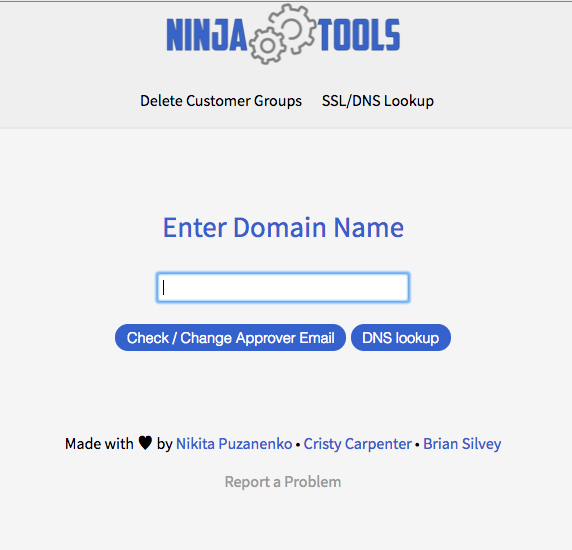 NINJA TOOLS
Delete Customer Groups SSL/DNS Lookup
Enter Domain Name
Check / Change Approver Email DNS lookup
Made with ♥ by Nikita Puzanenko • Cristy Carpenter • Brian Silvey
Report a Problem